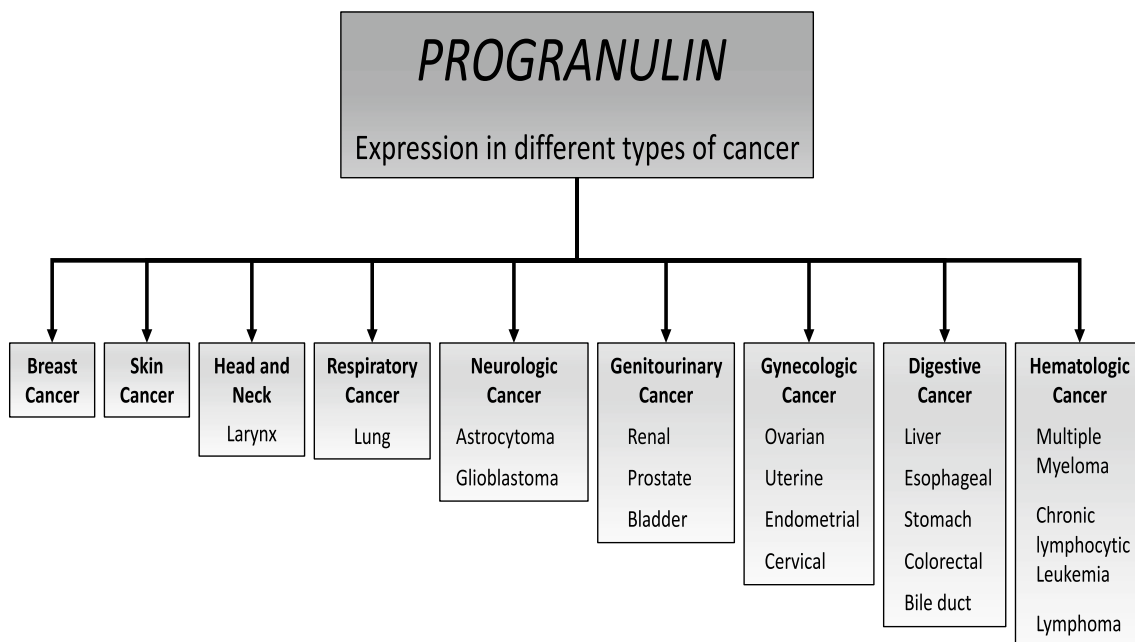 PROGRANULIN
Expression in different types of cancer
Breast
Cancer
Skin
Cancer
Head and
Neck
Larynx
Respiratory
Cancer
Lung
Neurologic
Cancer
Astrocytoma
Glioblastoma
Genitourinary
Cancer
Renal
Prostate
Bladder
Gynecologic
Cancer
Ovarian
Uterine
Endometrial
Cervical
Digestive
Cancer
Liver
Esophageal
Stomach
Colorectal
Bile duct
Hematologic
Cancer
Multiple
Myeloma
Chronic
lymphocytic
Leukemia
Lymphoma